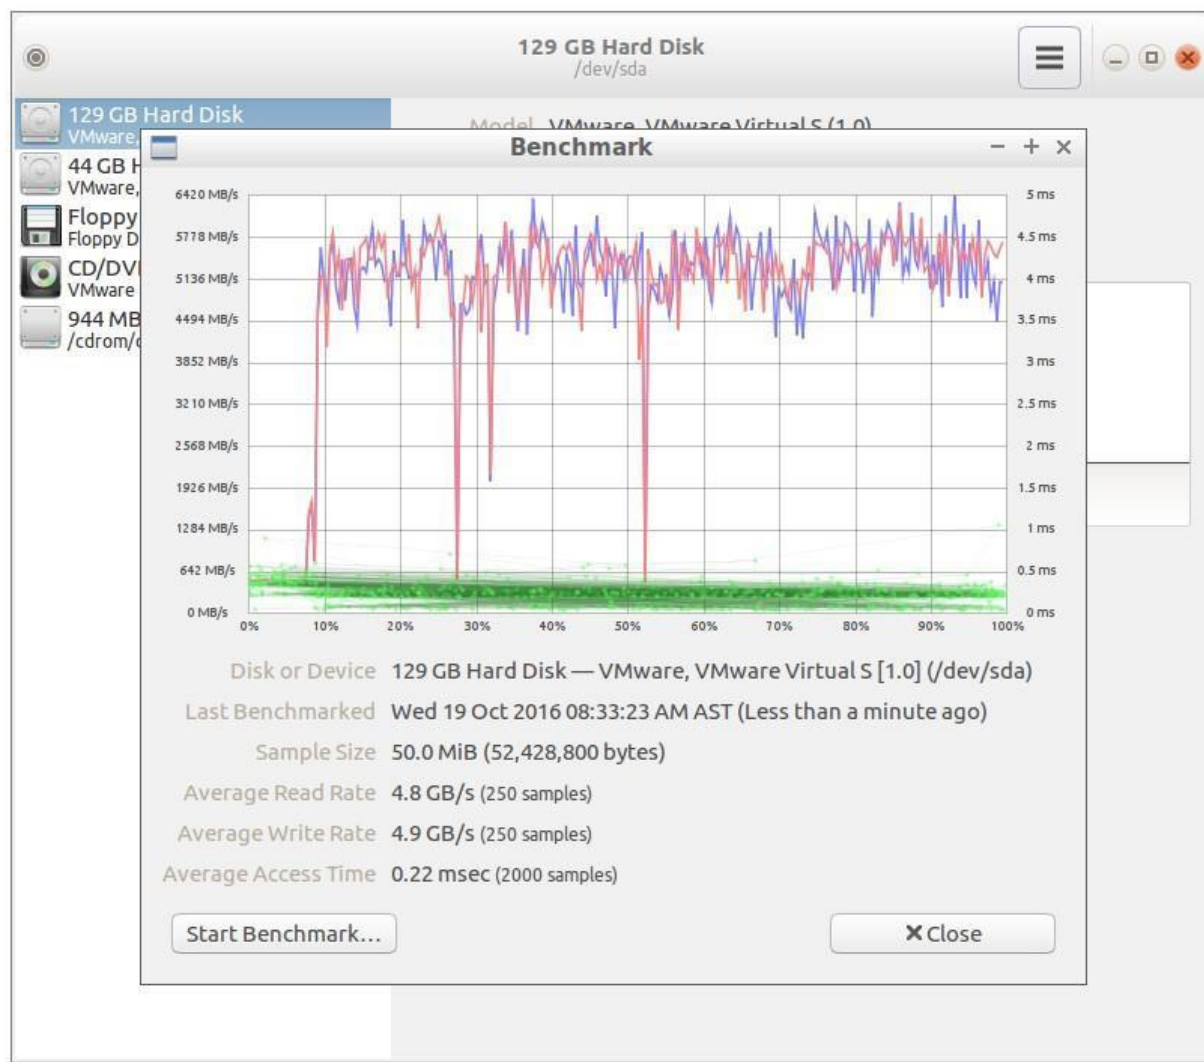 129 GB Hard Disk
/dev/sda
129 GB Hard Disk
VMware,
Model VMware, VMware Virtual S (1.0)
44 GB H
VMware,
Floppy
Floppy D
CD/DV
VMware
944 MB
/cdrom/
Benchmark
6420 MB/s
5778 MB/s
5136 MB/s
4494 MB/s
3852 MB/s
3210 MB/s
2568 MB/s
1926 MB/s
1284 MB/s
642 MB/s
0 MB/s
5 ms
4.5 ms
4 ms
3.5 ms
3 ms
2.5 ms
2 ms
1.5 ms
1 ms
0.5 ms
0 ms
0% 10% 20% 30% 40% 50% 60% 70% 80% 90% 100%
Disk or Device 129 GB Hard Disk — VMware, VMware Virtual S [1.0] (/dev/sda)
Last Benchmarked Wed 19 Oct 2016 08:33:23 AM AST (Less than a minute ago)
Sample Size 50.0 MiB (52,428,800 bytes)
Average Read Rate 4.8 GB/s (250 samples)
Average Write Rate 4.9 GB/s (250 samples)
Average Access Time 0.22 msec (2000 samples)
Start Benchmark...
Close